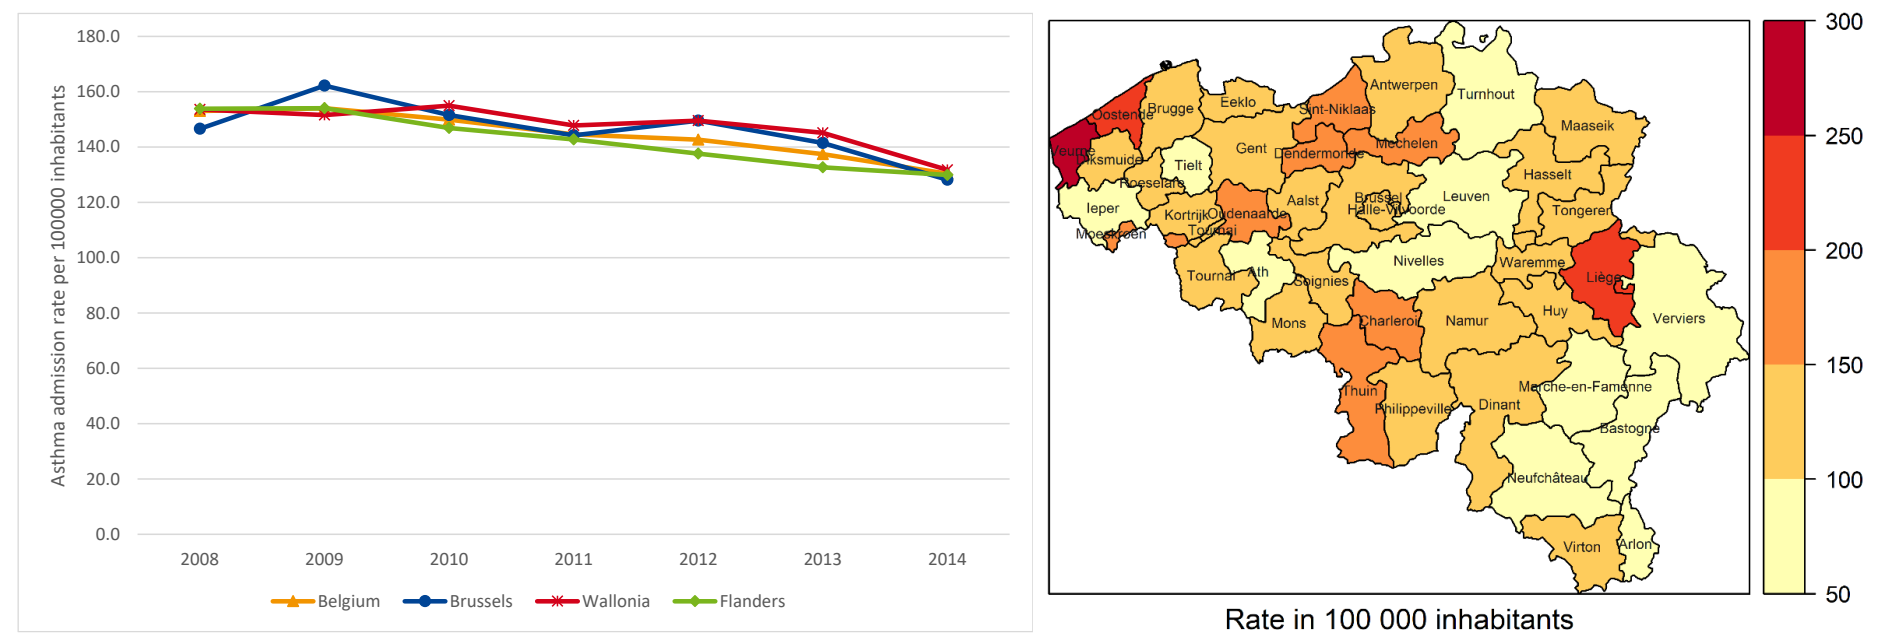 180.0
160.0
140.0
120.0
100.0
80.0
60.0
40.0
20.0
0.0
Asthma admission rate per 100000 inhabitants
2008 2009 2010 2011 2012 2013 2014
Belgium Brussels Wallonia Flanders
Antwerpen
Turnhout
Eeklo
Brugge
Sint-Niklaas
Oostende
Maaseik
Mechelen
Gent
Veurne
Dendermonde
iksmuide
Tielt
Hasselt
Roeselare
Leuven
Brussel
Aalst
Ieper
Halle-Vilvoorde
Tongeren
Kortrijk
Oudenaarde
Tournai
Moeskroen
Nivelles
Waremme
Ath
Tournai
Liège
Soignies
Huy
Verviers
Mons
Charleroi
Namur
Marche-en-Famenne
Thuin
Dinant
Philippeville
Bastogne
Neufchâteau
Virton
Arlon
300
250
200
150
100
50
Rate in 100 000 inhabitants